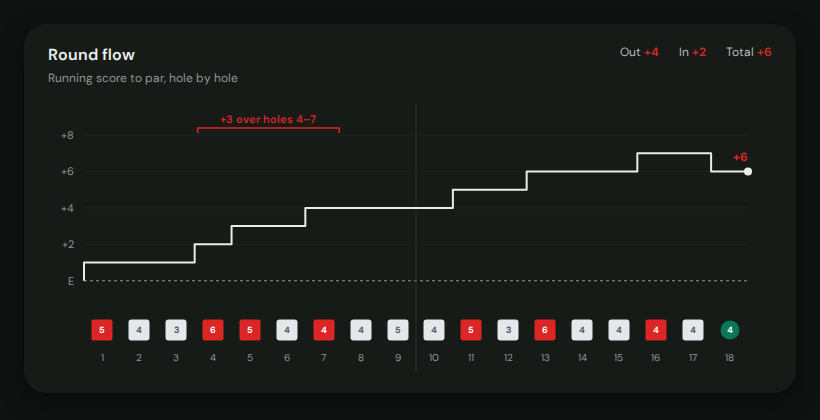 Round flow
Out +4 In +2 Total +6
Running score to par, hole by hole
+3 over holes 4–7
+8
+6
+6
+4
+2
E
5 4 3 6 5 4 4 4 5 4 5 3 6 4 4 4 4 4
1 2 3 4 5 6 7 8 9 10 11 12 13 14 15 16 17 18